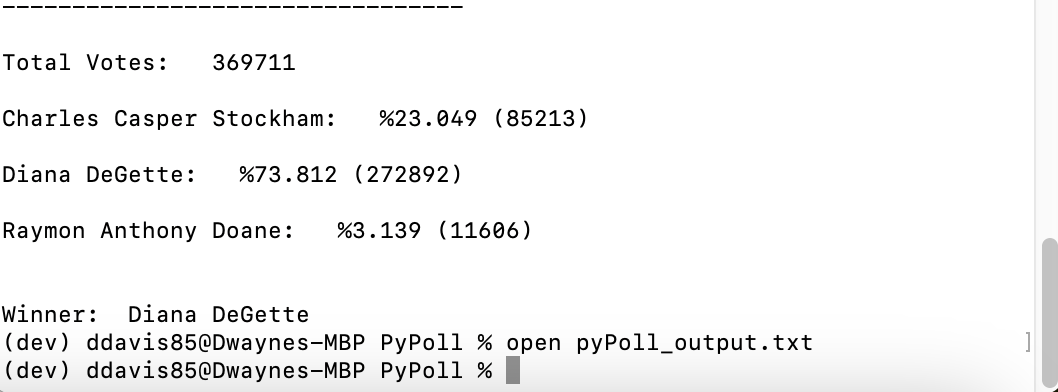 ---------------------------------
Total Votes:   369711
Charles Casper Stockham:   %23.049 (85213)
Diana DeGette:   %73.812 (272892)
Raymon Anthony Doane:   %3.139 (11606)
Winner:  Diana DeGette
(dev) ddavis85@Dwaynes-MBP PyPoll % open pyPoll_output.txt ]
(dev) ddavis85@Dwaynes-MBP PyPoll %